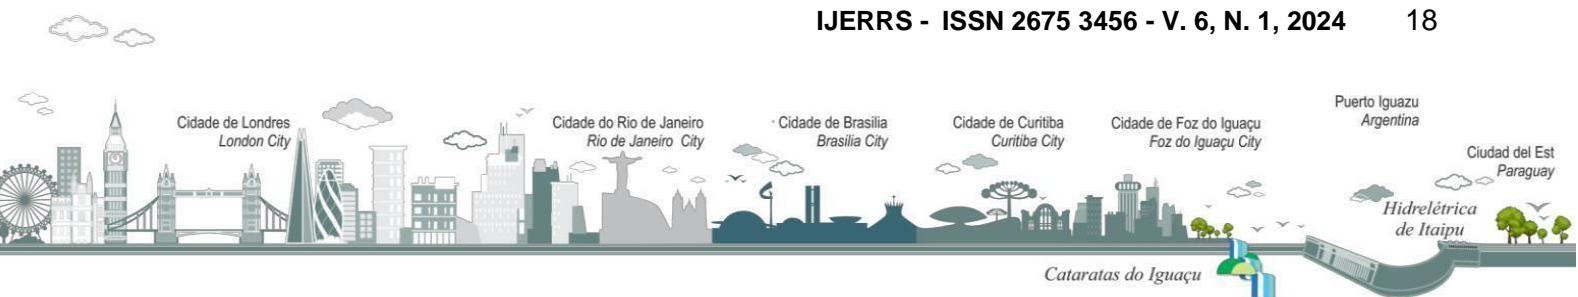 IJERRS - ISSN 2675 3456 - V. 6, N. 1, 2024 18
Cidade de Londres
London City
Cidade do Rio de Janeiro
Rio de Janeiro City
Cidade de Brasilia
Brasilia City
Cidade de Curitiba
Curitiba City
Cidade de Foz do Iguaçu
Foz do Iguaçu City
Puerto Iguazu
Argentina
Ciudad del Est
Paraguay
Hidrelétrica
de Itaipu
Cataratas do Iguaçu